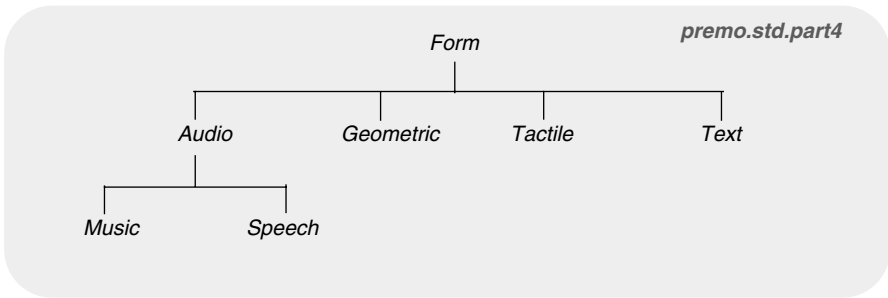 premo.std.part4
Form
Audio Geometric Tactile Text
Music Speech